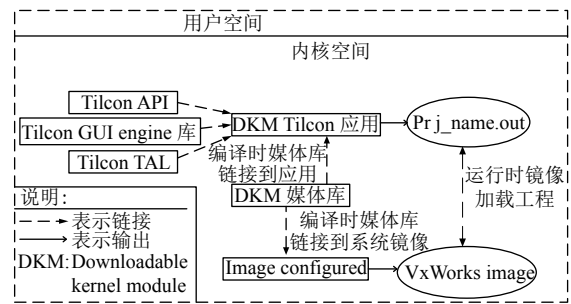 用户空间
内核空间
Tilcon API
Tilcon GUI engine 库
Tilcon TAL
DKM Tilcon 应用
Prj_name.out
编译时媒体库
链接到应用
运行时镜像
加载工程
DKM 媒体库
编译时媒体库
链接到系统镜像
Image configured
VxWorks image
说明:
表示链接
表示输出
DKM:Downloadable
kernel module